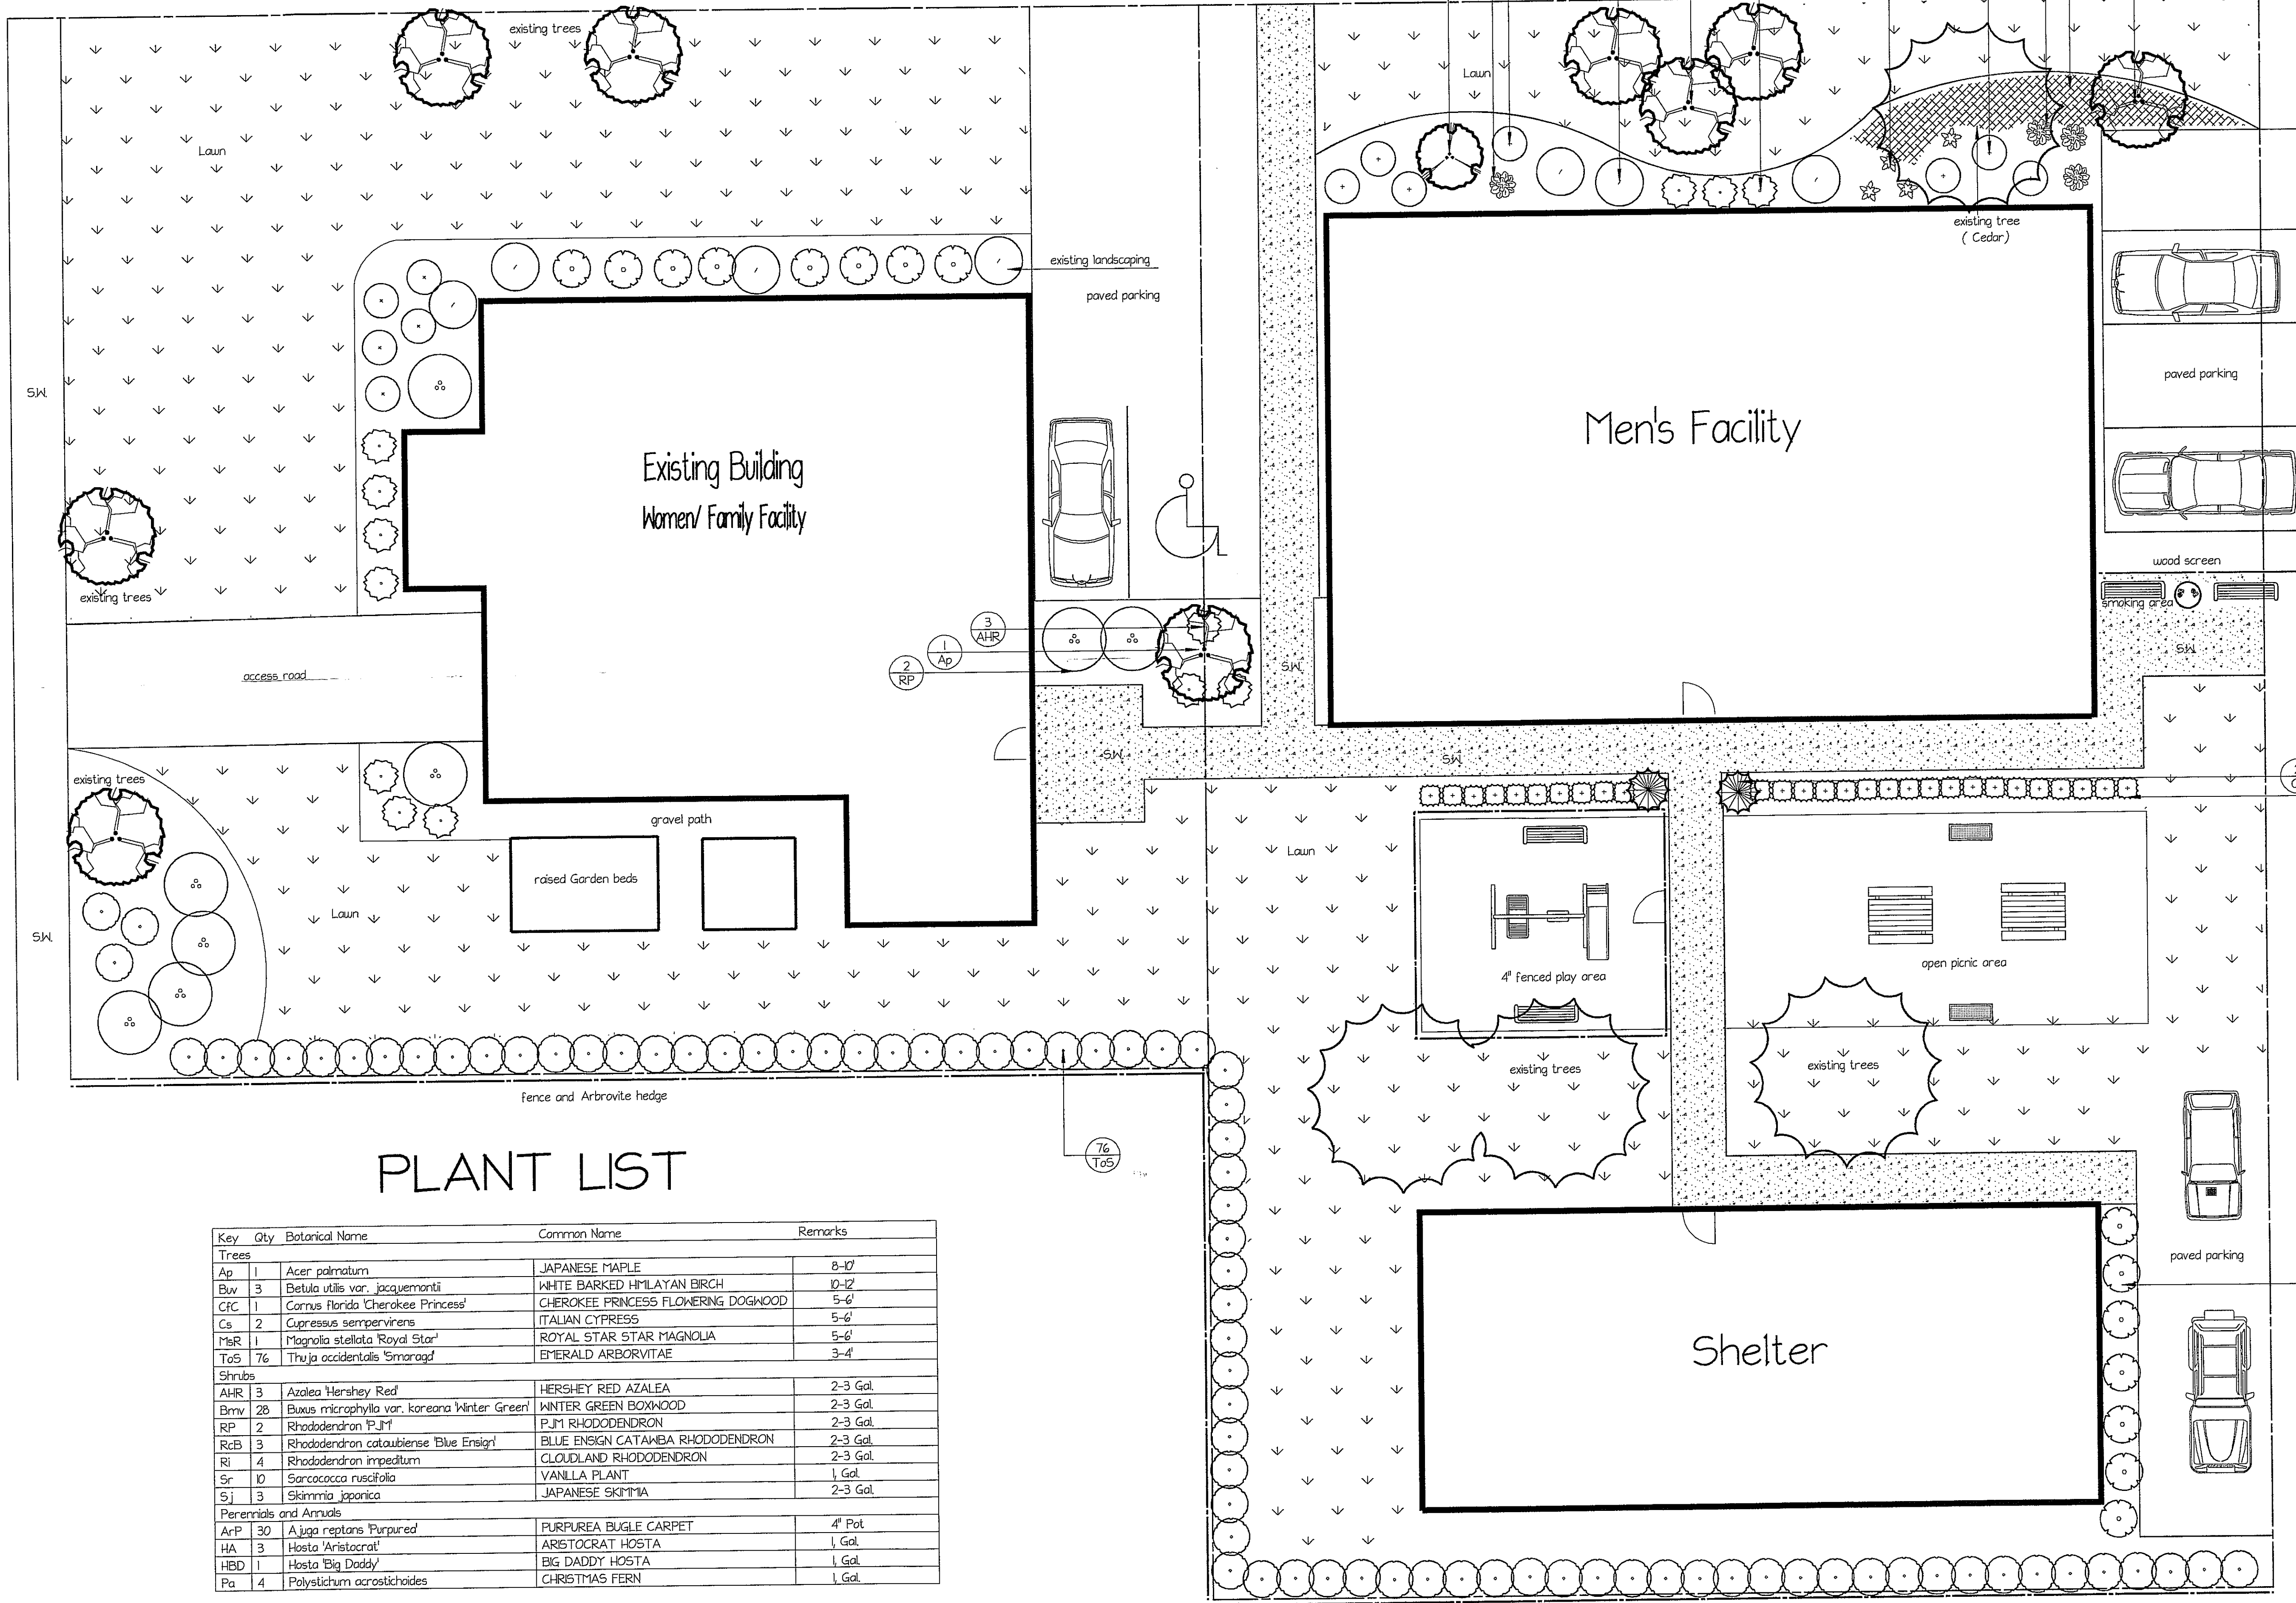 existing trees
Lawn
Lawn
existing tree
( Cedar)
existing landscaping
paved parking
paved parking
S.W.
Men's Facility
Existing Building
Women/ Family Facility
wood screen
smoking area
existing trees
3
AHR
1
Ap
2
RP
S.W.
S.W.
access road
S.W.
S.W.
existing trees
gravel path
Lawn
raised Garden beds
Lawn
S.W.
open picnic area
4" fenced play area
existing trees
existing trees
fence and Arbrovite hedge
76
ToS
PLANT LIST
Key Qty Botanical Name Common Name Remarks
Trees
Ap 1 Acer palmatum JAPANESE MAPLE 8-10'
Buv 3 Betula utilis var. jacquemontii WHITE BARKED HMILAYAN BIRCH 10-12'
CfC 1 Cornus florida 'Cherokee Princess' CHEROKEE PRINCESS FLOWERING DOGWOOD 5-6'
Cs 2 Cupressus sempervirens ITALIAN CYPRESS 5-6'
MsR 1 Magnolia stellata 'Royal Star' ROYAL STAR STAR MAGNOLIA 5-6'
ToS 76 Thuja occidentalis 'Smaragd' EMERALD ARBORVITAE 3-4'
Shrubs
AHR 3 Azalea 'Hershey Red' HERSHEY RED AZALEA 2-3 Gal.
Bmv 28 Buxus microphylla var. koreana 'Winter Green' WINTER GREEN BOXWOOD 2-3 Gal.
RP 2 Rhododendron 'PJM' PJM RHODODENDRON 2-3 Gal.
RcB 3 Rhododendron catawbiense 'Blue Ensign' BLUE ENSIGN CATAWBA RHODODENDRON 2-3 Gal.
Ri 4 Rhododendron impeditum CLOUDLAND RHODODENDRON 2-3 Gal.
Sr 10 Sarcococca ruscifolia VANILLA PLANT 1, Gal.
Sj 3 Skimmia japonica JAPANESE SKIMMIA 2-3 Gal.
Perennials and Annuals
ArP 30 Ajuga reptans 'Purpurea' PURPUREA BUGLE CARPET 4" Pot
HA 3 Hosta 'Aristocrat' ARISTOCRAT HOSTA 1, Gal.
HBD 1 Hosta 'Big Daddy' BIG DADDY HOSTA 1, Gal.
Pa 4 Polystichum acrostichoides CHRISTMAS FERN 1, Gal.
paved parking
Shelter